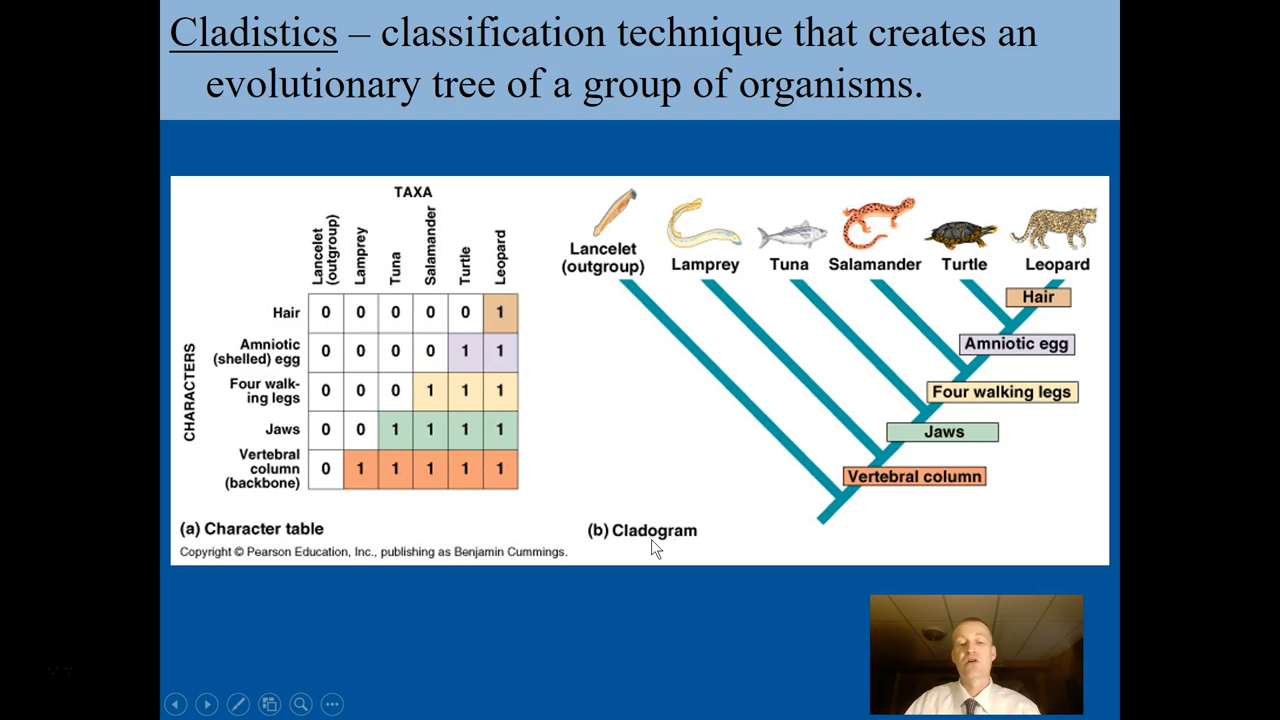 Cladistics – classification technique that creates an
evolutionary tree of a group of organisms.
TAXA
Lancelet
(outgroup)
Lamprey
Tuna
Salamander
Turtle
Leopard
CHARACTERS
Hair 0 0 0 0 0 1
Amniotic
(shelled) egg 0 0 0 0 1 1
Four walk-
ing legs 0 0 0 1 1 1
Jaws 0 0 1 1 1 1
Vertebral
column
(backbone) 0 1 1 1 1 1
(a) Character table
Copyright © Pearson Education, Inc., publishing as Benjamin Cummings.
Lancelet
(outgroup) Lamprey Tuna Salamander Turtle Leopard
Hair
Amniotic egg
Four walking legs
Jaws
Vertebral column
(b) Cladogram